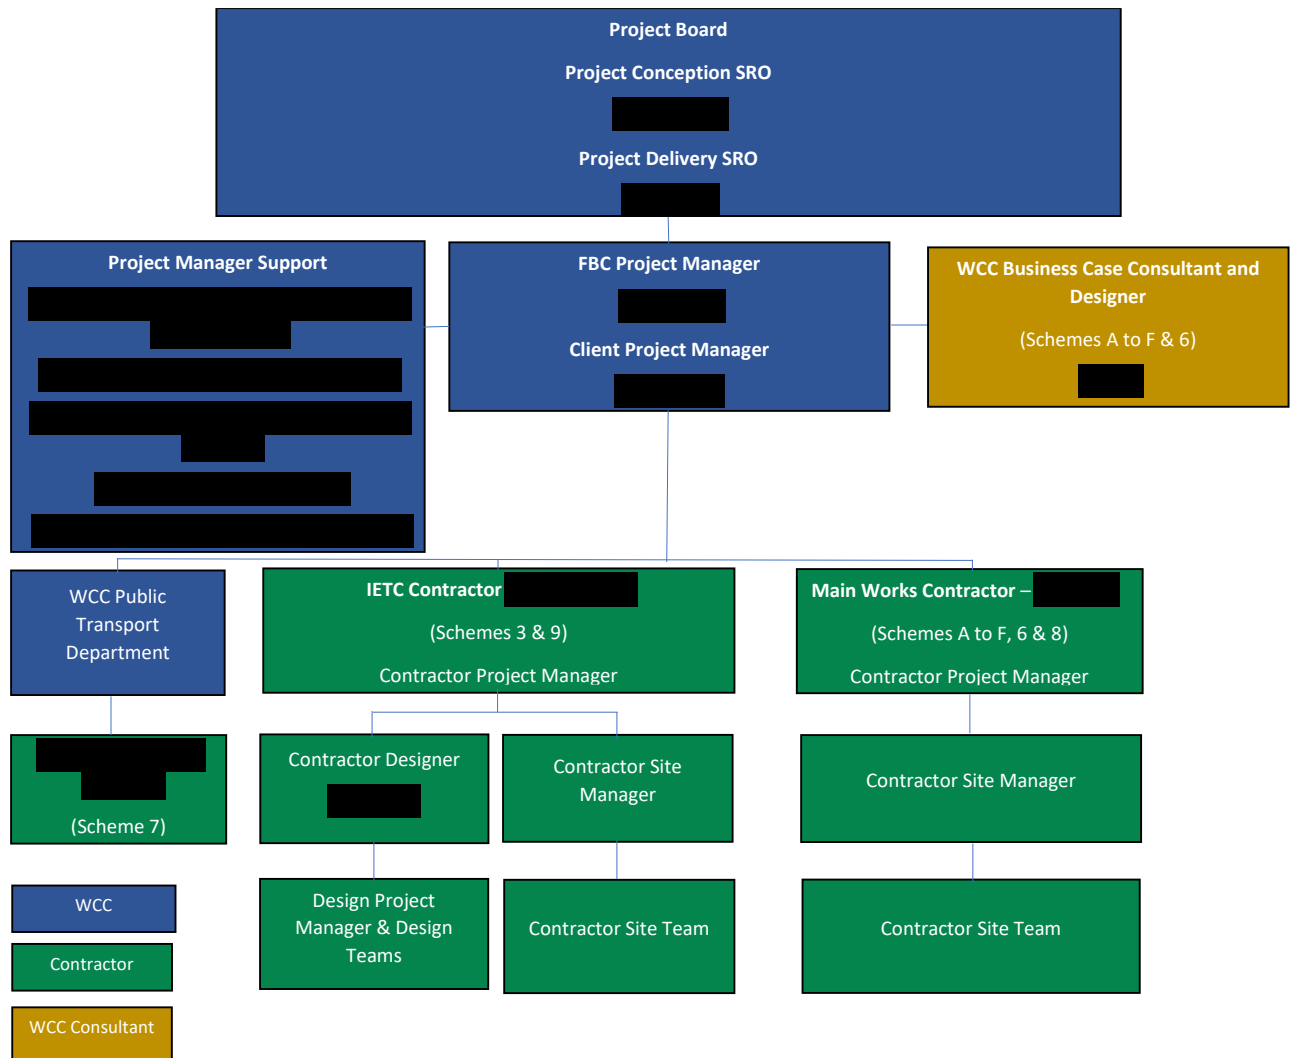 Project Board
Project Conception SRO
Project Delivery SRO
Project Manager Support
FBC Project Manager
Client Project Manager
WCC Business Case Consultant and
Designer
(Schemes A to F & 6)
WCC Public
Transport
Department
IETC Contractor
(Schemes 3 & 9)
Contractor Project Manager
Main Works Contractor –
(Schemes A to F, 6 & 8)
Contractor Project Manager
(Scheme 7)
Contractor Designer
Contractor Site
Manager
Contractor Site Manager
Design Project
Manager & Design
Teams
Contractor Site Team
Contractor Site Team
WCC
Contractor
WCC Consultant